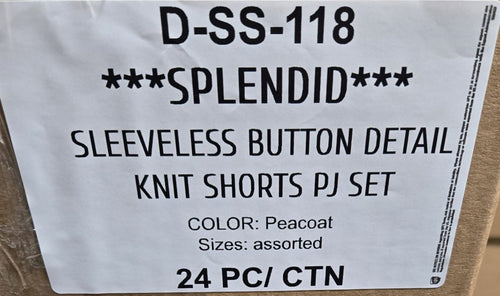 D-SS-118
***SPLENDID***
SLEEVELESS BUTTON DETAIL
KNIT SHORTS PJ SET
COLOR: Peacoat
Sizes: assorted
24 PC/ CTN